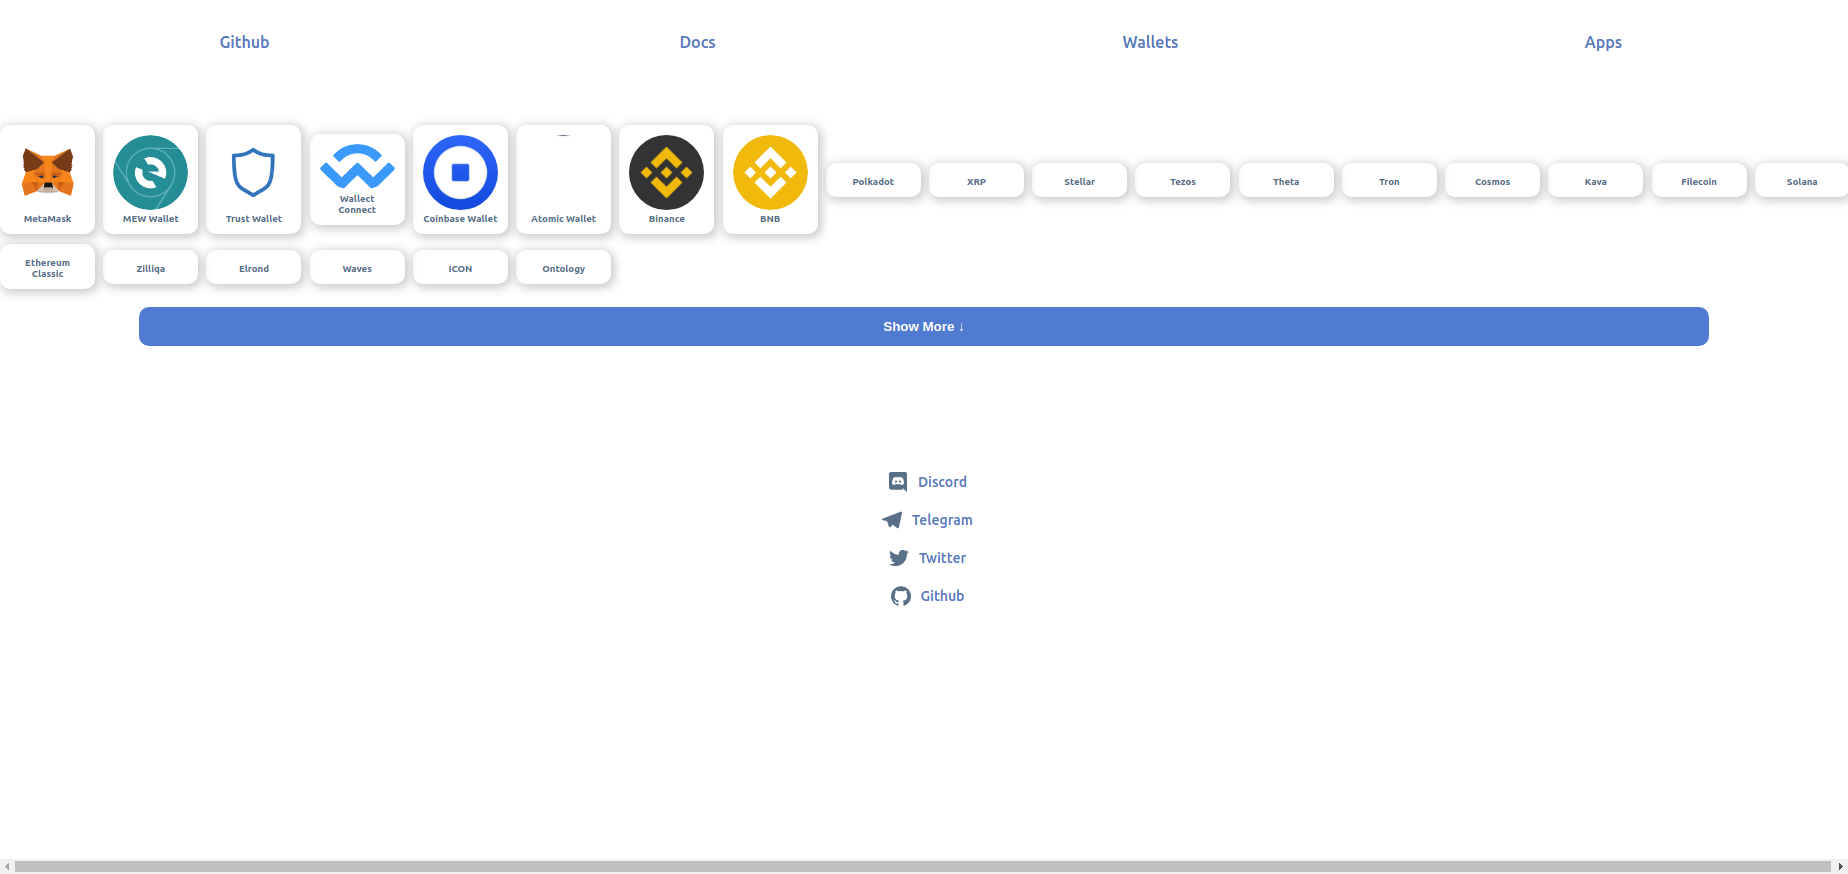 Github
Docs
Wallets
Apps
MetaMask
MEW Wallet
Trust Wallet
Wallect
Connect
Coinbase Wallet
Atomic Wallet
Binance
BNB
Polkadot
XRP
Stellar
Tezos
Theta
Tron
Cosmos
Kava
Filecoin
Solana
Ethereum
Classic
Zilliqa
Elrond
Waves
ICON
Ontology
Show More ↓
Discord
Telegram
Twitter
Github